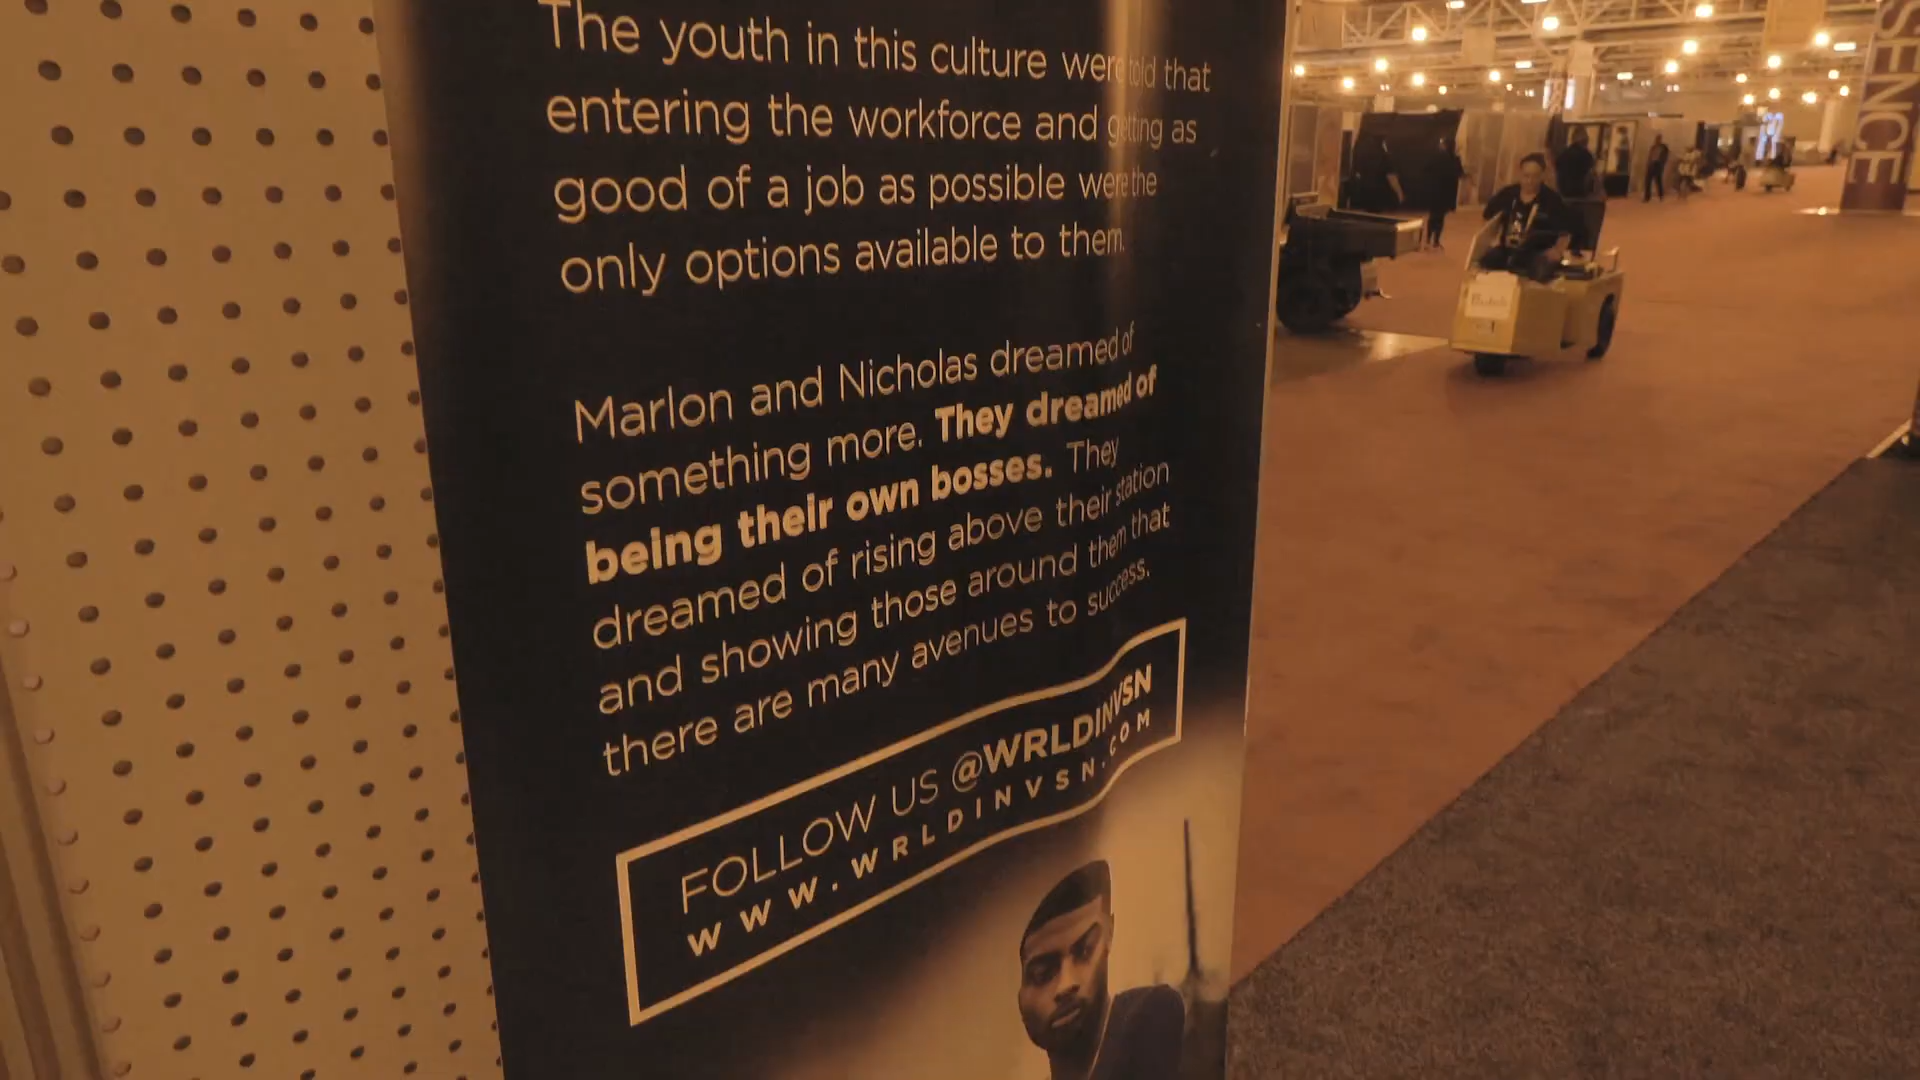 The youth in this culture were told that
entering the workforce and getting as
good of a job as possible were the
only options available to them.
Marlon and Nicholas dreamed of
something more. They dreamed of
being their own bosses. They
dreamed of rising above their station
and showing those around them that
there are many avenues to success.
FOLLOW US @WRLDINVSN
WWW.WRLDINVSN.COM